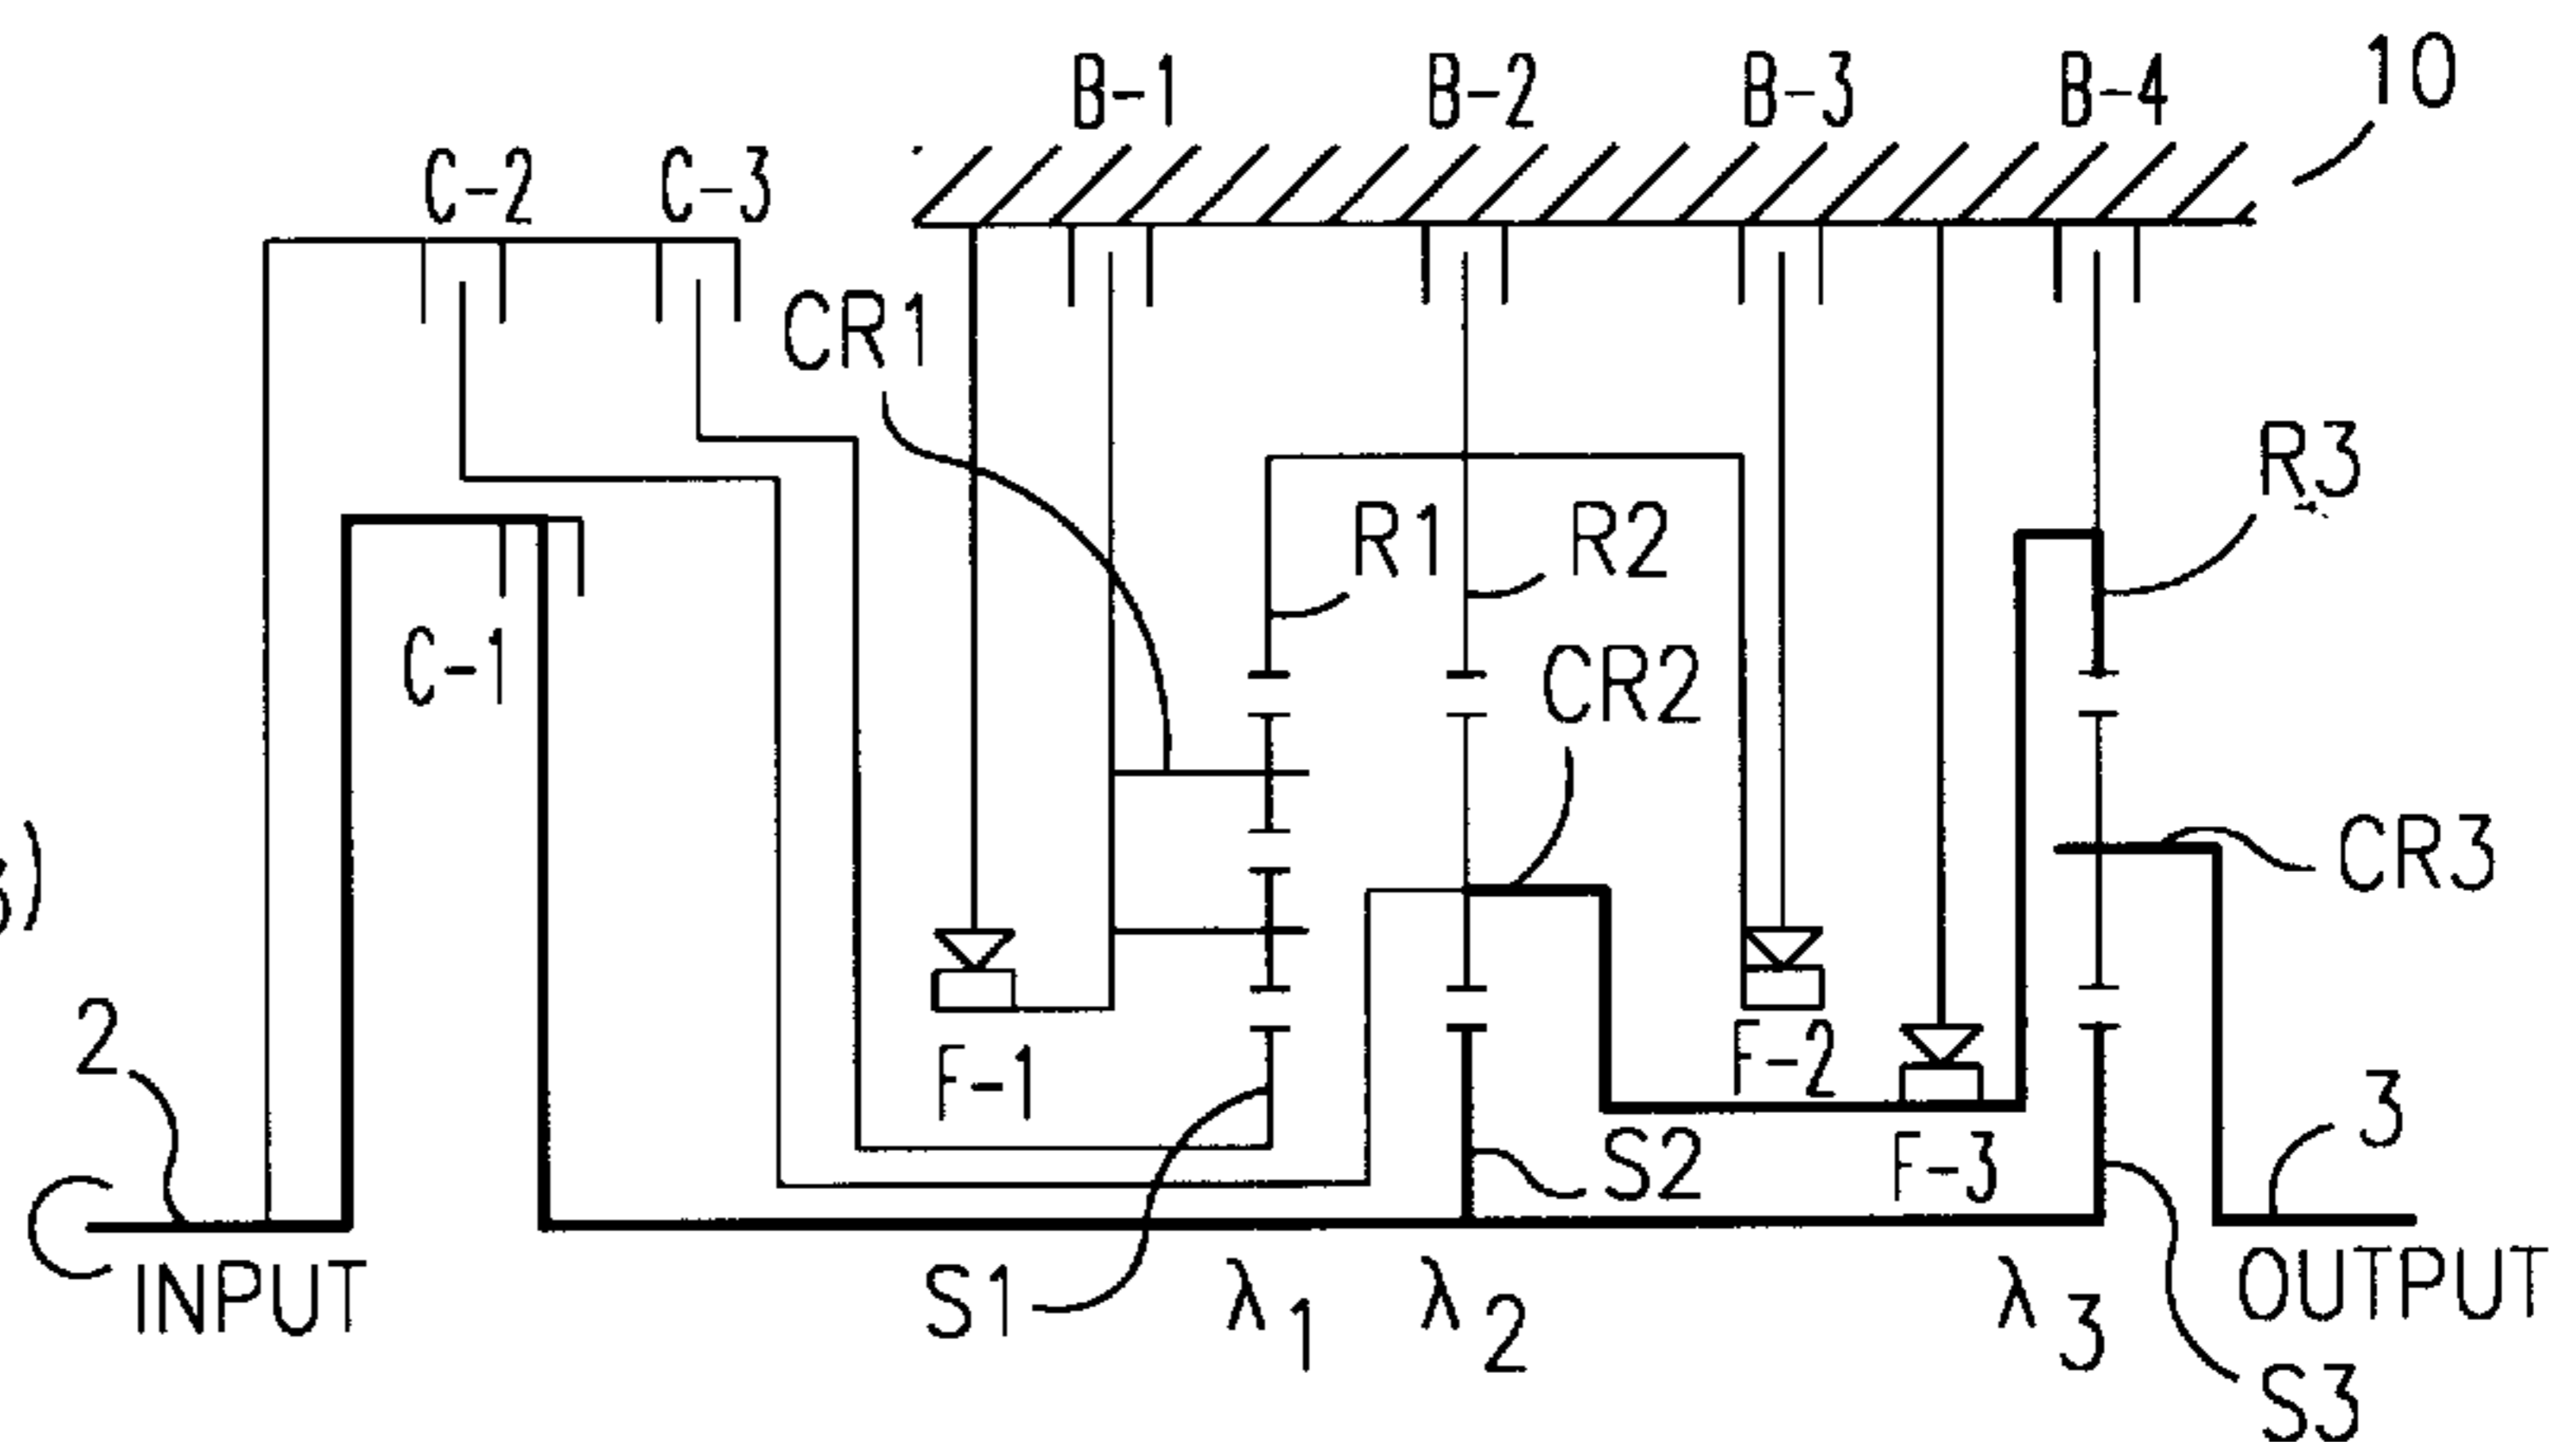 B-1 B-2 B-3 B-4 10
C-2 C-3
CR1
R1 R2 R3
C-1
CR2
CR3
2
F-1 F-2
3
S2 F-3
INPUT S1 λ1 λ2 λ3 OUTPUT
S3